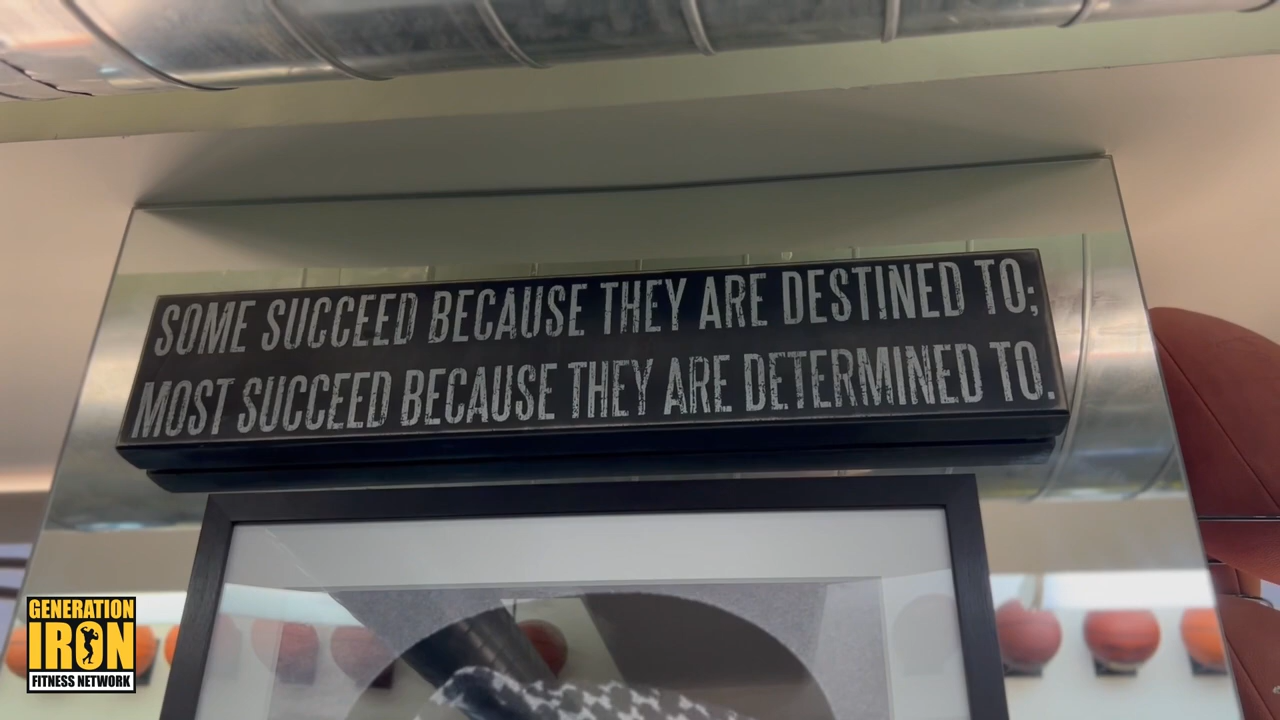 SOME SUCCEED BECAUSE THEY ARE DESTINED TO;
MOST SUCCEED BECAUSE THEY ARE DETERMINED TO.
GENERATION
IRON
FITNESS NETWORK